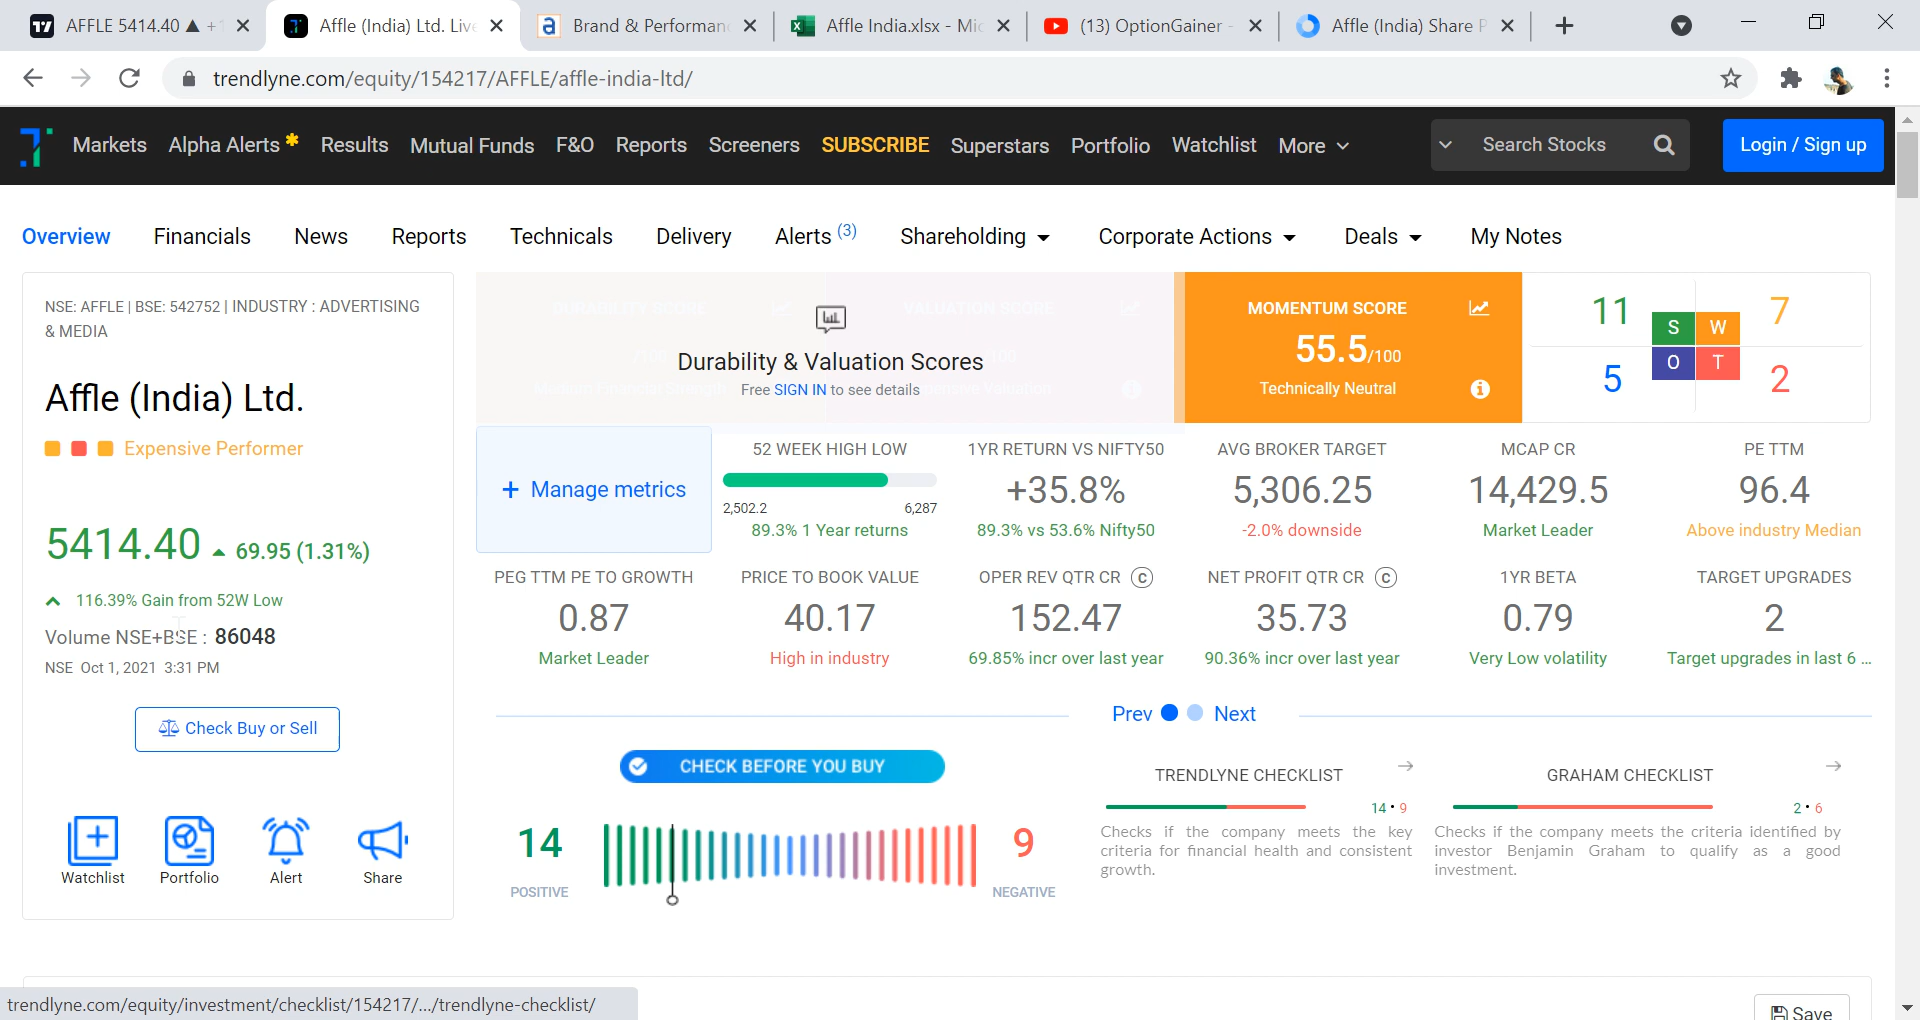 AFFLE 5414.40 ▲ +
Affle (India) Ltd. Live
Brand & Performan
Affle India.xlsx - Mic
(13) OptionGainer -
Affle (India) Share P
trendlyne.com/equity/154217/AFFLE/affle-india-ltd/
Markets Alpha Alerts Results Mutual Funds F&O Reports Screeners SUBSCRIBE Superstars Portfolio Watchlist More Search Stocks Login / Sign up
Overview Financials News Reports Technicals Delivery Alerts (3) Shareholding Corporate Actions Deals My Notes
NSE: AFFLE | BSE: 542752 | INDUSTRY : ADVERTISING
& MEDIA
Affle (India) Ltd.
Expensive Performer
5414.40 ▲ 69.95 (1.31%)
116.39% Gain from 52W Low
Volume NSE+BSE : 86048
NSE Oct 1, 2021 3:31 PM
Check Buy or Sell
Watchlist Portfolio Alert Share
DURABILITY SCORE
VALUATION SCORE
Durability & Valuation Scores
Free SIGN IN to see details
MOMENTUM SCORE
55.5/100
Technically Neutral
11 S W 7
5 O T 2
+ Manage metrics
52 WEEK HIGH LOW
2,502.2 6,287
89.3% 1 Year returns
1YR RETURN VS NIFTY50
+35.8%
89.3% vs 53.6% Nifty50
AVG BROKER TARGET
5,306.25
-2.0% downside
MCAP CR
14,429.5
Market Leader
PE TTM
96.4
Above industry Median
PEG TTM PE TO GROWTH
0.87
Market Leader
PRICE TO BOOK VALUE
40.17
High in industry
OPER REV QTR CR C
152.47
69.85% incr over last year
NET PROFIT QTR CR C
35.73
90.36% incr over last year
1YR BETA
0.79
Very Low volatility
TARGET UPGRADES
2
Target upgrades in last 6 ...
Prev Next
CHECK BEFORE YOU BUY
14
POSITIVE
9
NEGATIVE
TRENDLYNE CHECKLIST
14 • 9
Checks if the company meets the key
criteria for financial health and consistent
growth.
GRAHAM CHECKLIST
2 • 6
Checks if the company meets the criteria identified by
investor Benjamin Graham to qualify as a good
investment.
trendlyne.com/equity/investment/checklist/154217/.../trendlyne-checklist/
Save